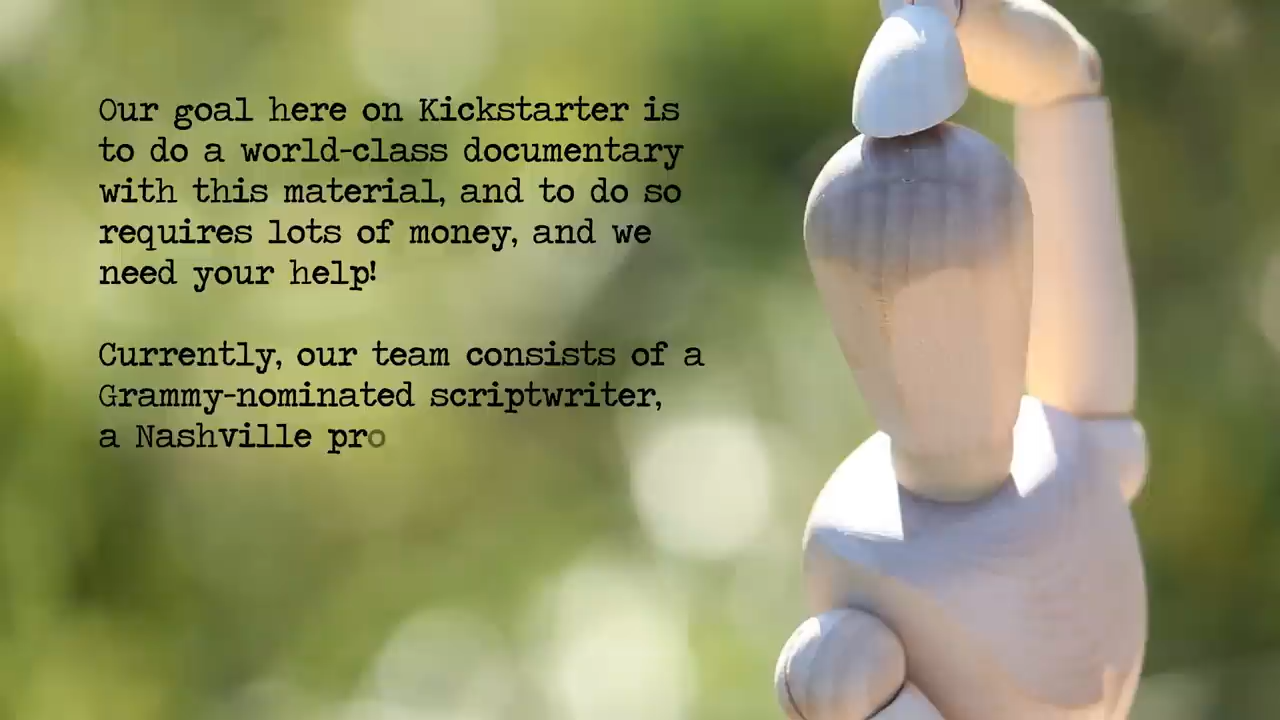 Our goal here on Kickstarter is
to do a world-class documentary
with this material, and to do so
requires lots of money, and we
need your help!
Currently, our team consists of a
Grammy-nominated scriptwriter,
a Nashville pro